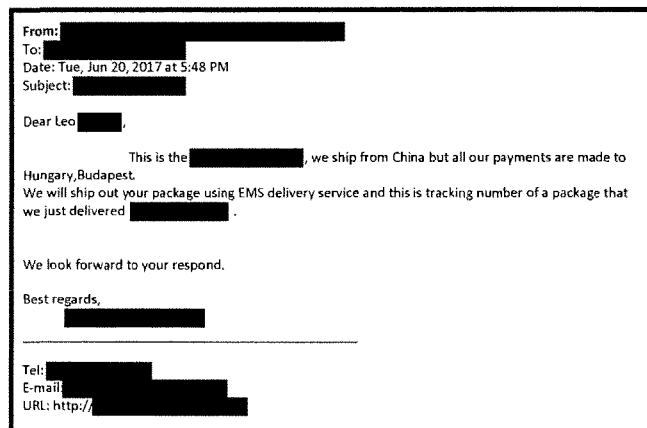 From:
To:
Date: Tue, Jun 20, 2017 at 5:48 PM
Subject:
Dear Leo ,
This is the , we ship from China but all our payments are made to
Hungary,Budapest.
We will ship out your package using EMS delivery service and this is tracking number of a package that
we just delivered .
We look forward to your respond.
Best regards,
Tel:
E-mail:
URL: http://